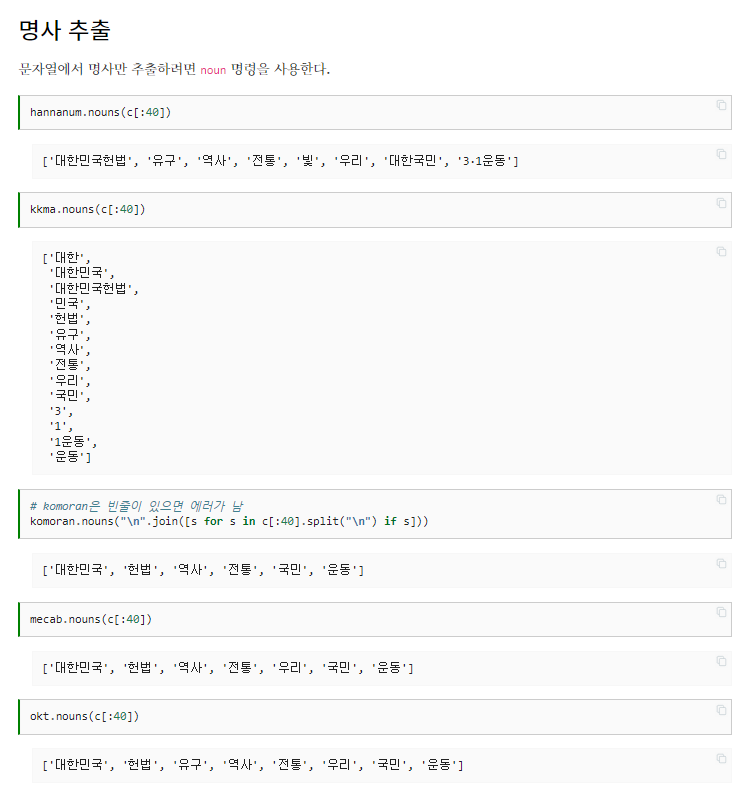 명사 추출
문자열에서 명사만 추출하려면 noun 명령을 사용한다.
hannanum.nouns(c[:40])
['대한민국헌법', '유구', '역사', '전통', '빛', '우리', '대한국민', '3·1운동']
kkma.nouns(c[:40])
['대한',
'대한민국',
'대한민국헌법',
'민국',
'헌법',
'유구',
'역사',
'전통',
'우리',
'국민',
'3',
'1',
'1운동',
'운동']
# komoran은 빈줄이 있으면 에러가 남
komoran.nouns("\n".join([s for s in c[:40].split("\n") if s]))
['대한민국', '헌법', '역사', '전통', '국민', '운동']
mecab.nouns(c[:40])
['대한민국', '헌법', '역사', '전통', '우리', '국민', '운동']
okt.nouns(c[:40])
['대한민국', '헌법', '유구', '역사', '전통', '우리', '국민', '운동']